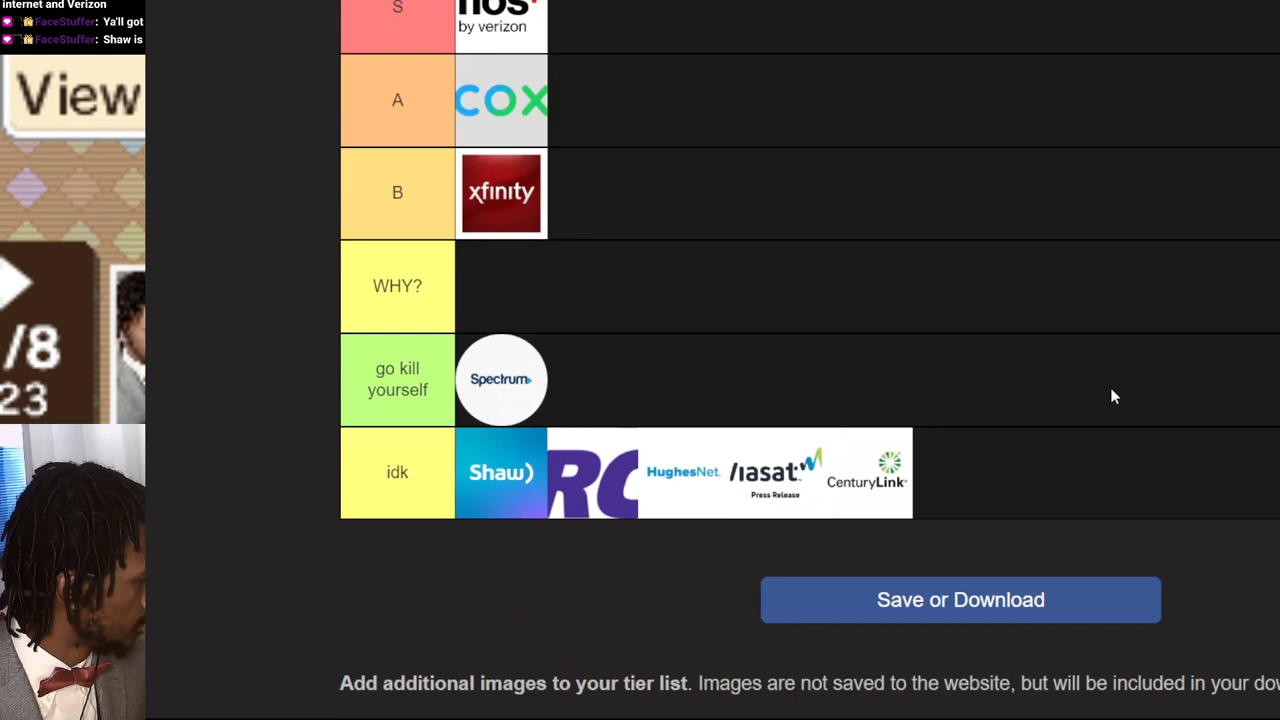 internet and Verizon
FaceStuffer: Ya'll got
FaceStuffer: Shaw is
View
/8
23
S
fios
by verizon
A
COX
B
xfinity
WHY?
go kill
yourself
Spectrum
idk
Shaw)
RC
HughesNet.
Viasat
Press Release
CenturyLink
Save or Download
Add additional images to your tier list. Images are not saved to the website, but will be included in your dow